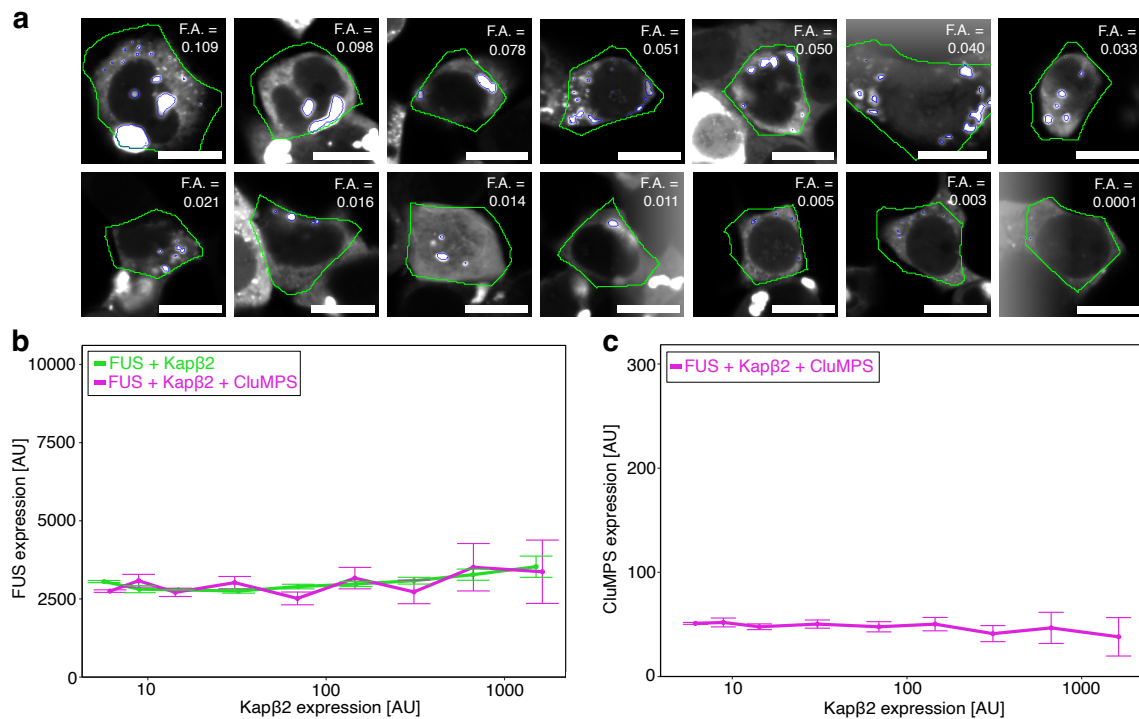 a
F.A. = 0.109
F.A. = 0.098
F.A. = 0.078
F.A. = 0.051
F.A. = 0.050
F.A. = 0.040
F.A. = 0.033
F.A. = 0.021
F.A. = 0.016
F.A. = 0.014
F.A. = 0.011
F.A. = 0.005
F.A. = 0.003
F.A. = 0.0001
b
FUS + Kapβ2
FUS + Kapβ2 + CluMPS
10000
7500
5000
2500
0
FUS expression [AU]
10 100 1000
Kapβ2 expression [AU]
c
FUS + Kapβ2 + CluMPS
300
200
50
0
CluMPS expression [AU]
10 100 1000
Kapβ2 expression [AU]